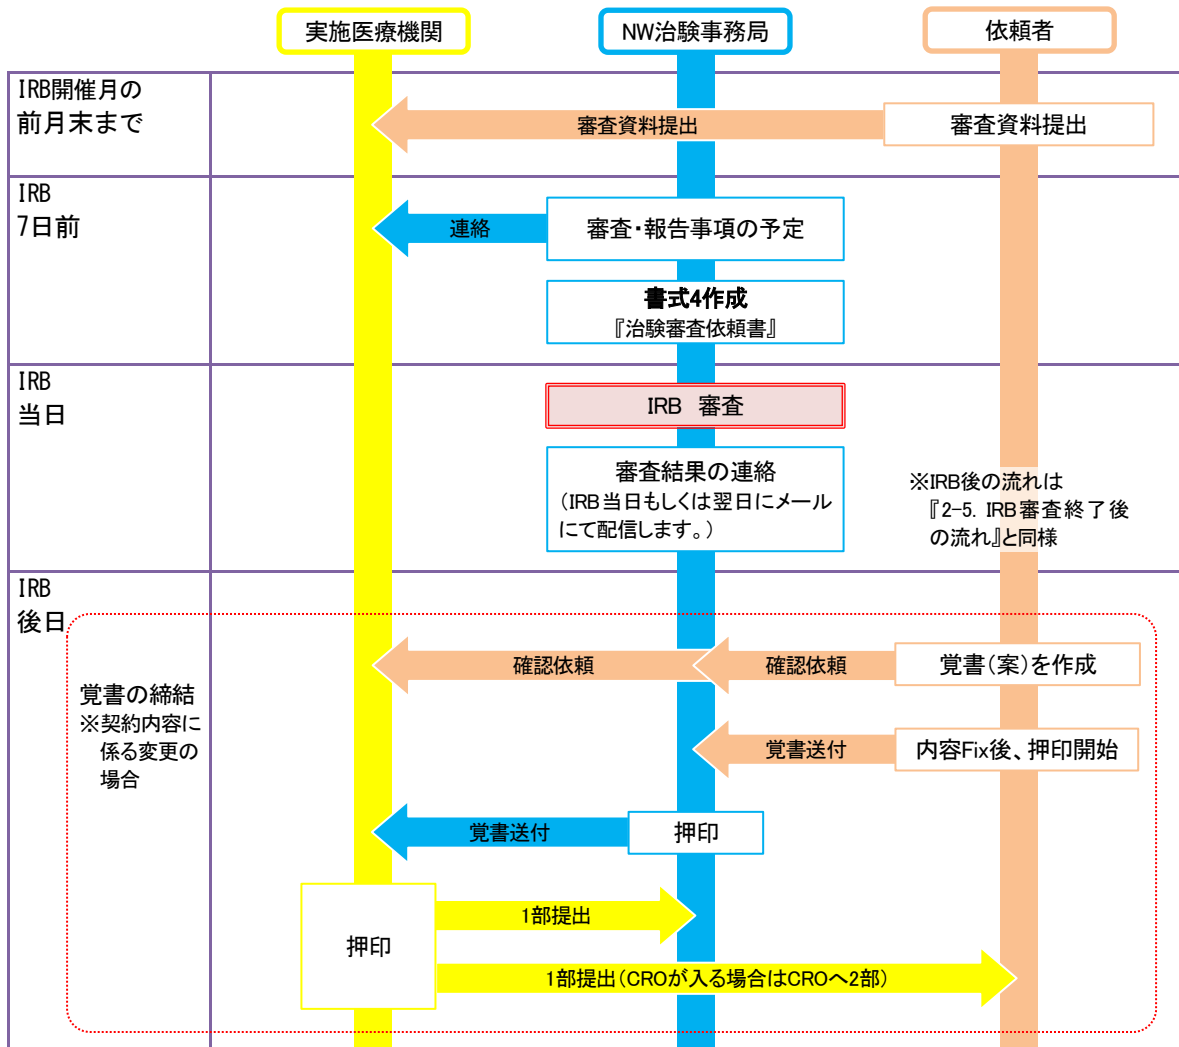 実施医療機関
NW治験事務局
依頼者
IRB開催月の
前月末まで
審査資料提出
審査資料提出
IRB
7日前
連絡
審査・報告事項の予定
書式4作成
『治験審査依頼書』
IRB
当日
IRB 審査
審査結果の連絡
(IRB当日もしくは翌日にメール
にて配信します。)
※IRB後の流れは
『2-5. IRB審査終了後
の流れ』と同様
IRB
後日
確認依頼
確認依頼
覚書(案)を作成
覚書の締結
※契約内容に
係る変更の
場合
覚書送付
内容Fix後、押印開始
覚書送付
押印
押印
1部提出
1部提出(CROが入る場合はCROへ2部)